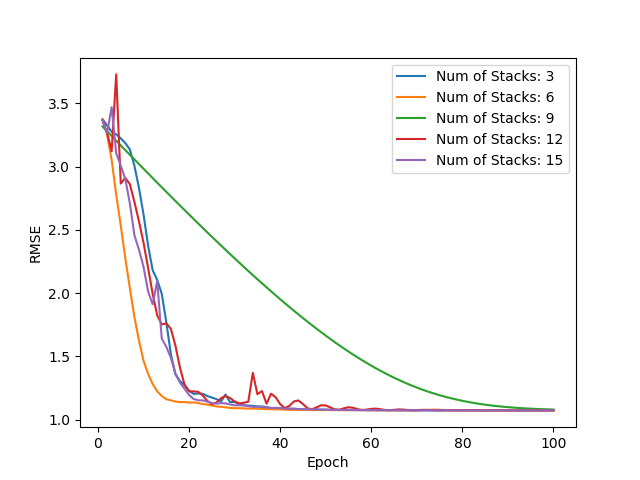 Num of Stacks: 3
Num of Stacks: 6
Num of Stacks: 9
Num of Stacks: 12
Num of Stacks: 15
3.5
3.0
2.5
2.0
1.5
1.0
RMSE
0 20 40 60 80 100
Epoch